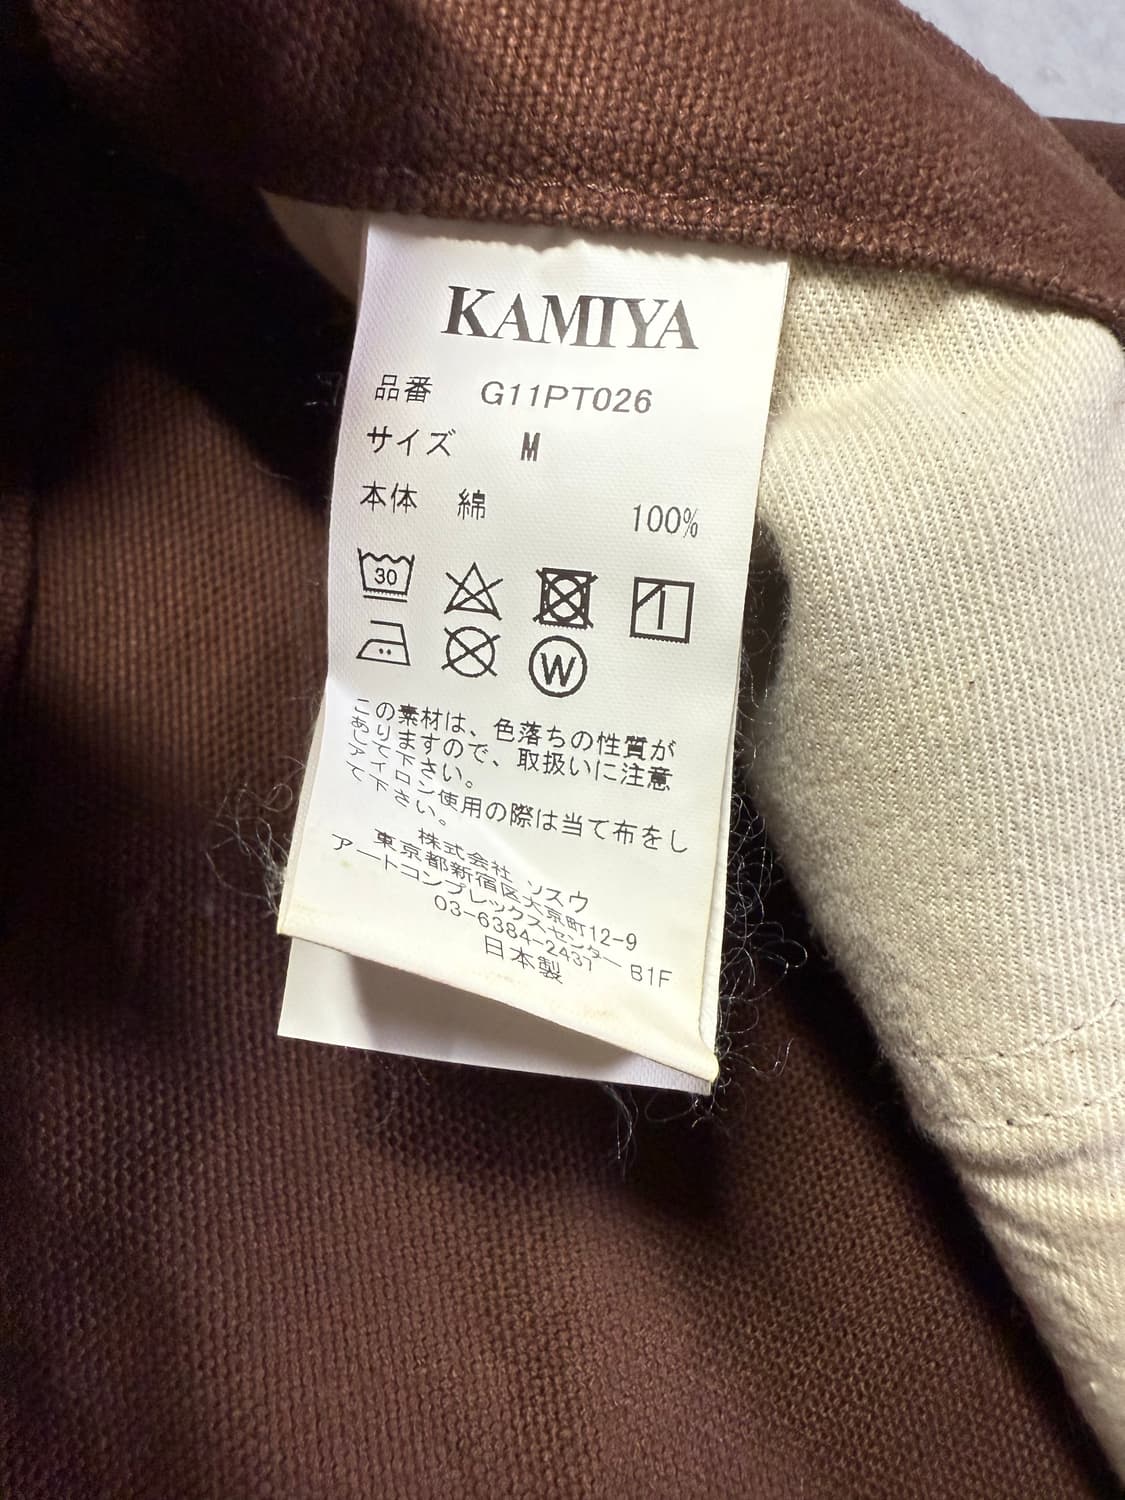 KAMIYA
品番 G11PT026
サイズ M
本体 綿 100%
30
W
この素材は、色落ちの性質が
ありますので、取扱いに注意
して下さい。
アイロン使用の際は当て布をし
て下さい。
株式会社 ソスウ
東京都新宿区大京町12-9
アートコンプレックスセンター B1F
03-6384-2431
日本製